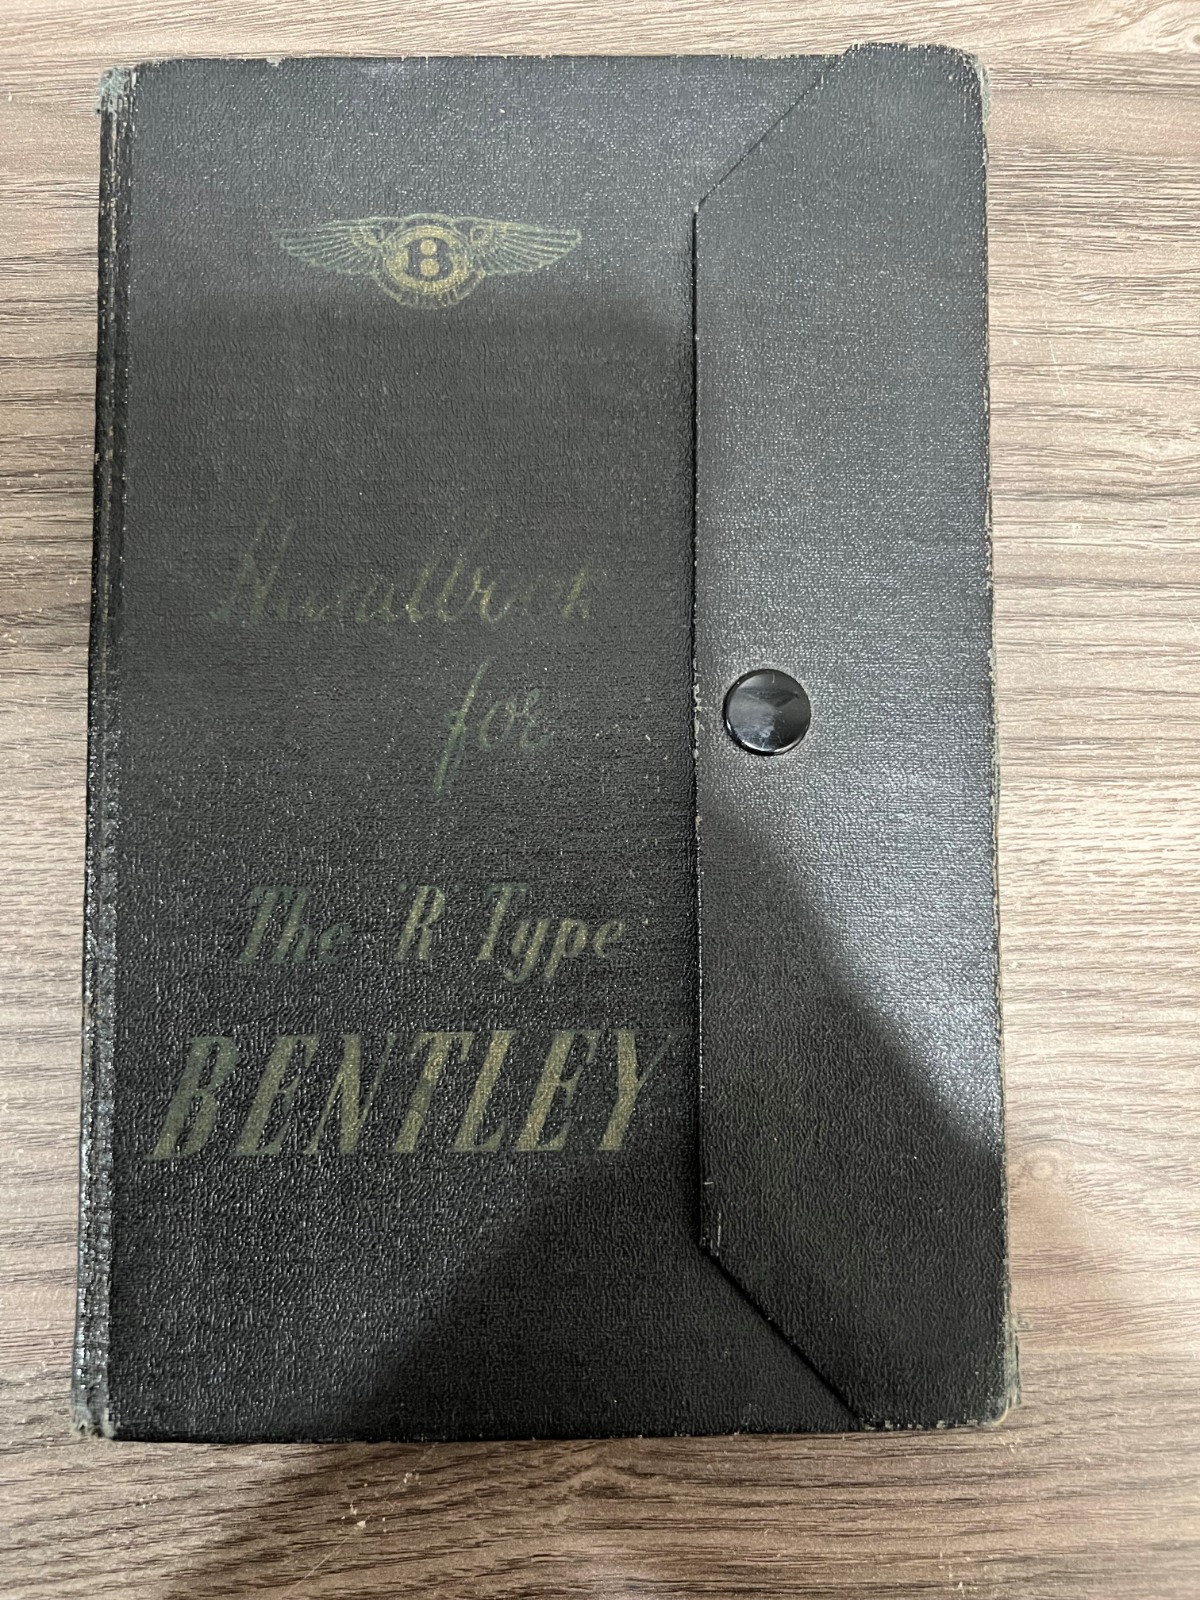 B
Handbook
for
The 'R' Type
BENTLEY